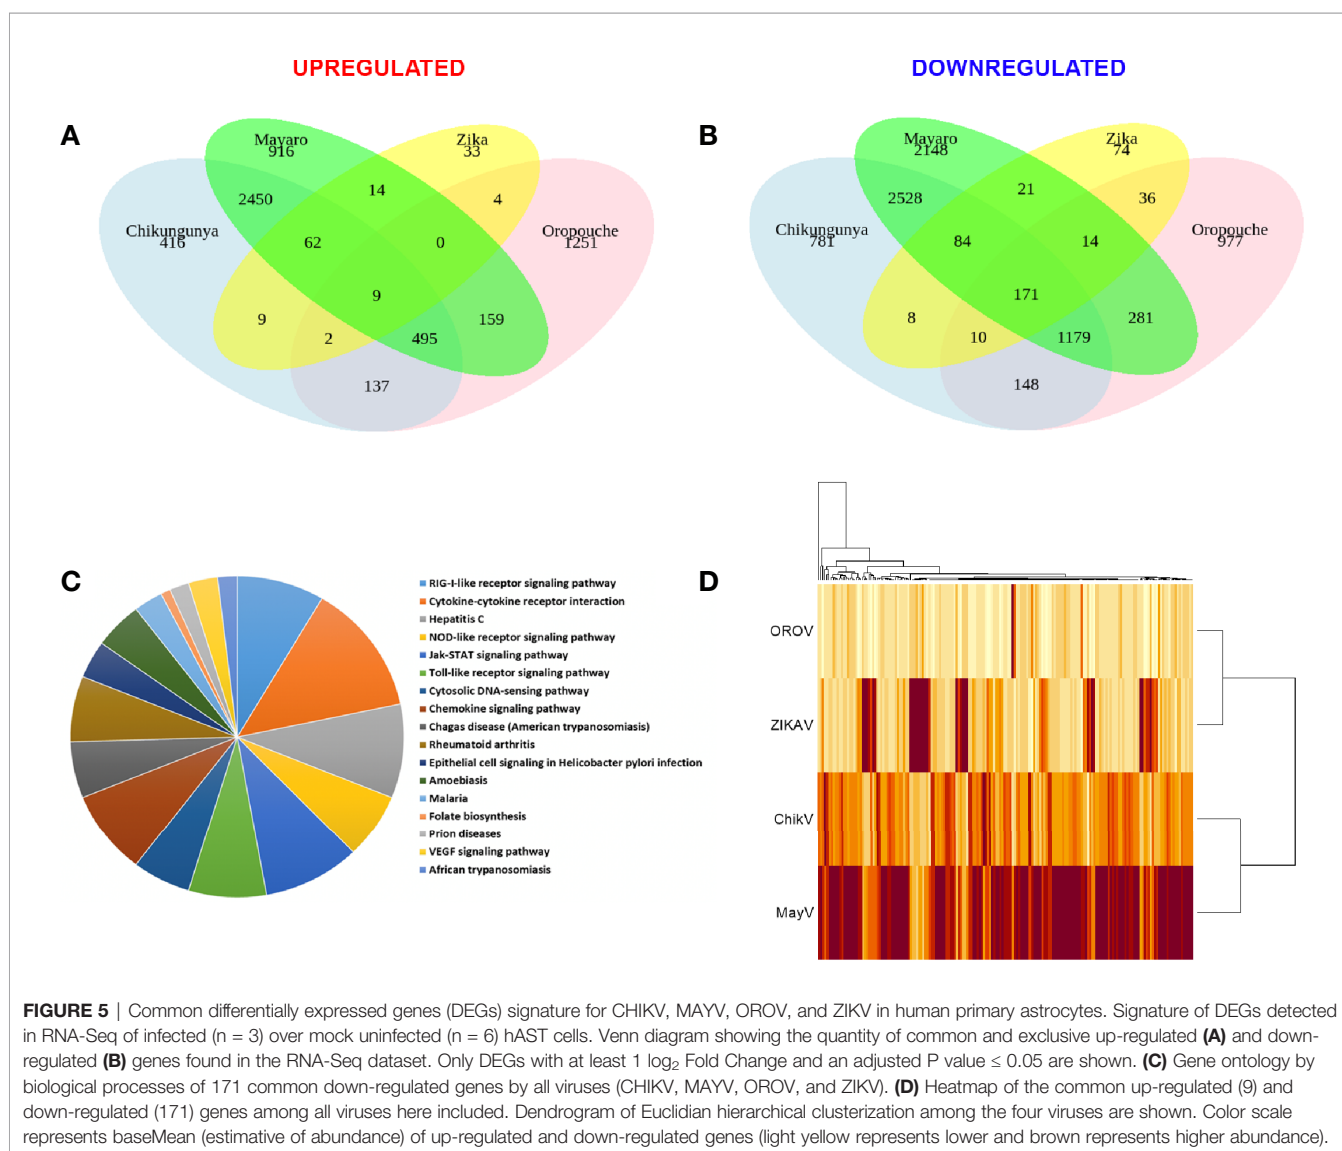 UPREGULATED
DOWNREGULATED
A
Mayaro
916
Zika
33
2450
14
4
Chikungunya
416
62
0
Oropouche
1251
9
9
2
495
159
137
B
Mayaro
2148
Zika
74
2528
21
36
Chikungunya
781
84
14
Oropouche
977
171
8
10
1179
281
148
C
RIG-I-like receptor signaling pathway
Cytokine-cytokine receptor interaction
Hepatitis C
NOD-like receptor signaling pathway
Jak-STAT signaling pathway
Toll-like receptor signaling pathway
Cytosolic DNA-sensing pathway
Chemokine signaling pathway
Chagas disease (American trypanosomiasis)
Rheumatoid arthritis
Epithelial cell signaling in Helicobacter pylori infection
Amoebiasis
Malaria
Folate biosynthesis
Prion diseases
VEGF signaling pathway
African trypanosomiasis
D
OROV
ZIKAV
ChikV
MayV
FIGURE 5 | Common differentially expressed genes (DEGs) signature for CHIKV, MAYV, OROV, and ZIKV in human primary astrocytes. Signature of DEGs detected
in RNA-Seq of infected (n = 3) over mock uninfected (n = 6) hAST cells. Venn diagram showing the quantity of common and exclusive up-regulated (A) and down-
regulated (B) genes found in the RNA-Seq dataset. Only DEGs with at least 1 log₂ Fold Change and an adjusted P value ≤ 0.05 are shown. (C) Gene ontology by
biological processes of 171 common down-regulated genes by all viruses (CHIKV, MAYV, OROV, and ZIKV). (D) Heatmap of the common up-regulated (9) and
down-regulated (171) genes among all viruses here included. Dendrogram of Euclidian hierarchical clusterization among the four viruses are shown. Color scale
represents baseMean (estimative of abundance) of up-regulated and down-regulated genes (light yellow represents lower and brown represents higher abundance).